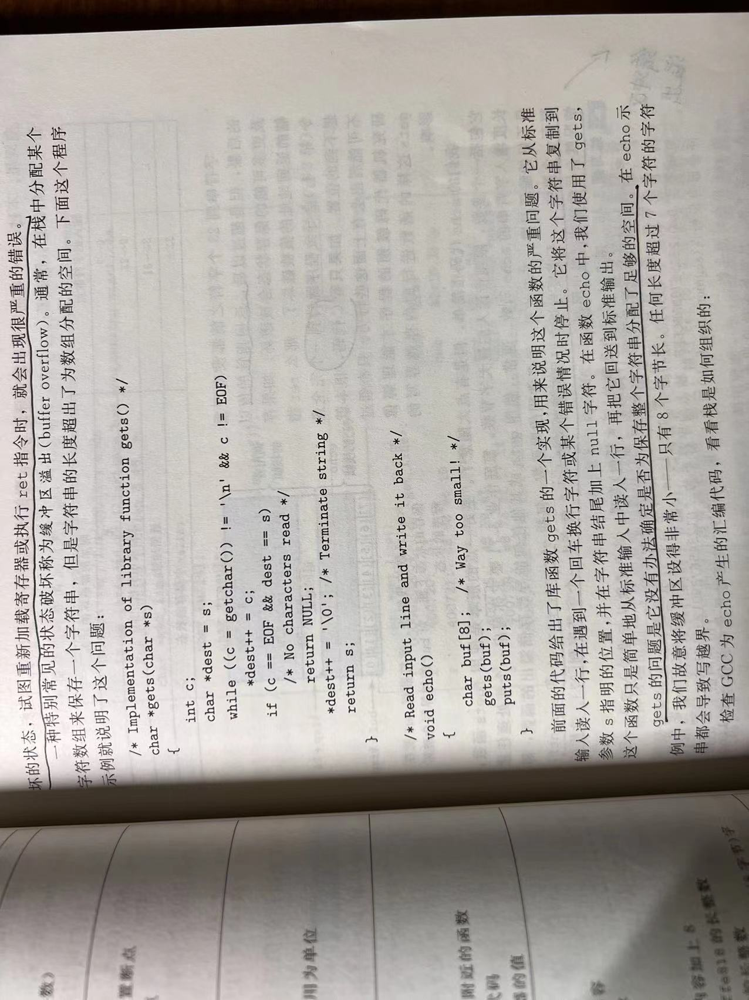 坏的状态，试图重新加载寄存器或执行 ret 指令时，就会出现很严重的错误。
一种特别常见的状态破坏称为缓冲区溢出(buffer overflow)。通常，在栈中分配某个
字符数组来保存一个字符串，但是字符串的长度超出了为数组分配的空间。下面这个程序
示例就说明了这个问题：
/* Implementation of library function gets() */
char *gets(char *s)
{
int c;
char *dest = s;
while ((c = getchar()) != '\n' && c != EOF)
*dest++ = c;
if (c == EOF && dest == s)
/* No characters read */
return NULL;
*dest++ = '\0'; /* Terminate string */
return s;
}
/* Read input line and write it back */
void echo()
{
char buf[8]; /* Way too small! */
gets(buf);
puts(buf);
}
前面的代码给出了库函数 gets 的一个实现,用来说明这个函数的严重问题。它从标准
输入读入一行,在遇到一个回车换行字符或某个错误情况时停止。它将这个字符串复制到
参数 s 指明的位置,并在字符串结尾加上 null 字符。在函数 echo 中,我们使用了 gets,
这个函数只是简单地从标准输入中读入一行，再把它回送到标准输出。
gets 的问题是它没有办法确定是否为保存整个字符串分配了足够的空间。在 echo 示
例中，我们故意将缓冲区设得非常小——只有 8 个字节长。任何长度超过 7 个字符的字符
串都会导致写越界。
检查 GCC 为 echo 产生的汇编代码，看看栈是如何组织的：
数)
置断点
用为单位
附近的函数
代码
的值
容
内容加上 8
的长整数